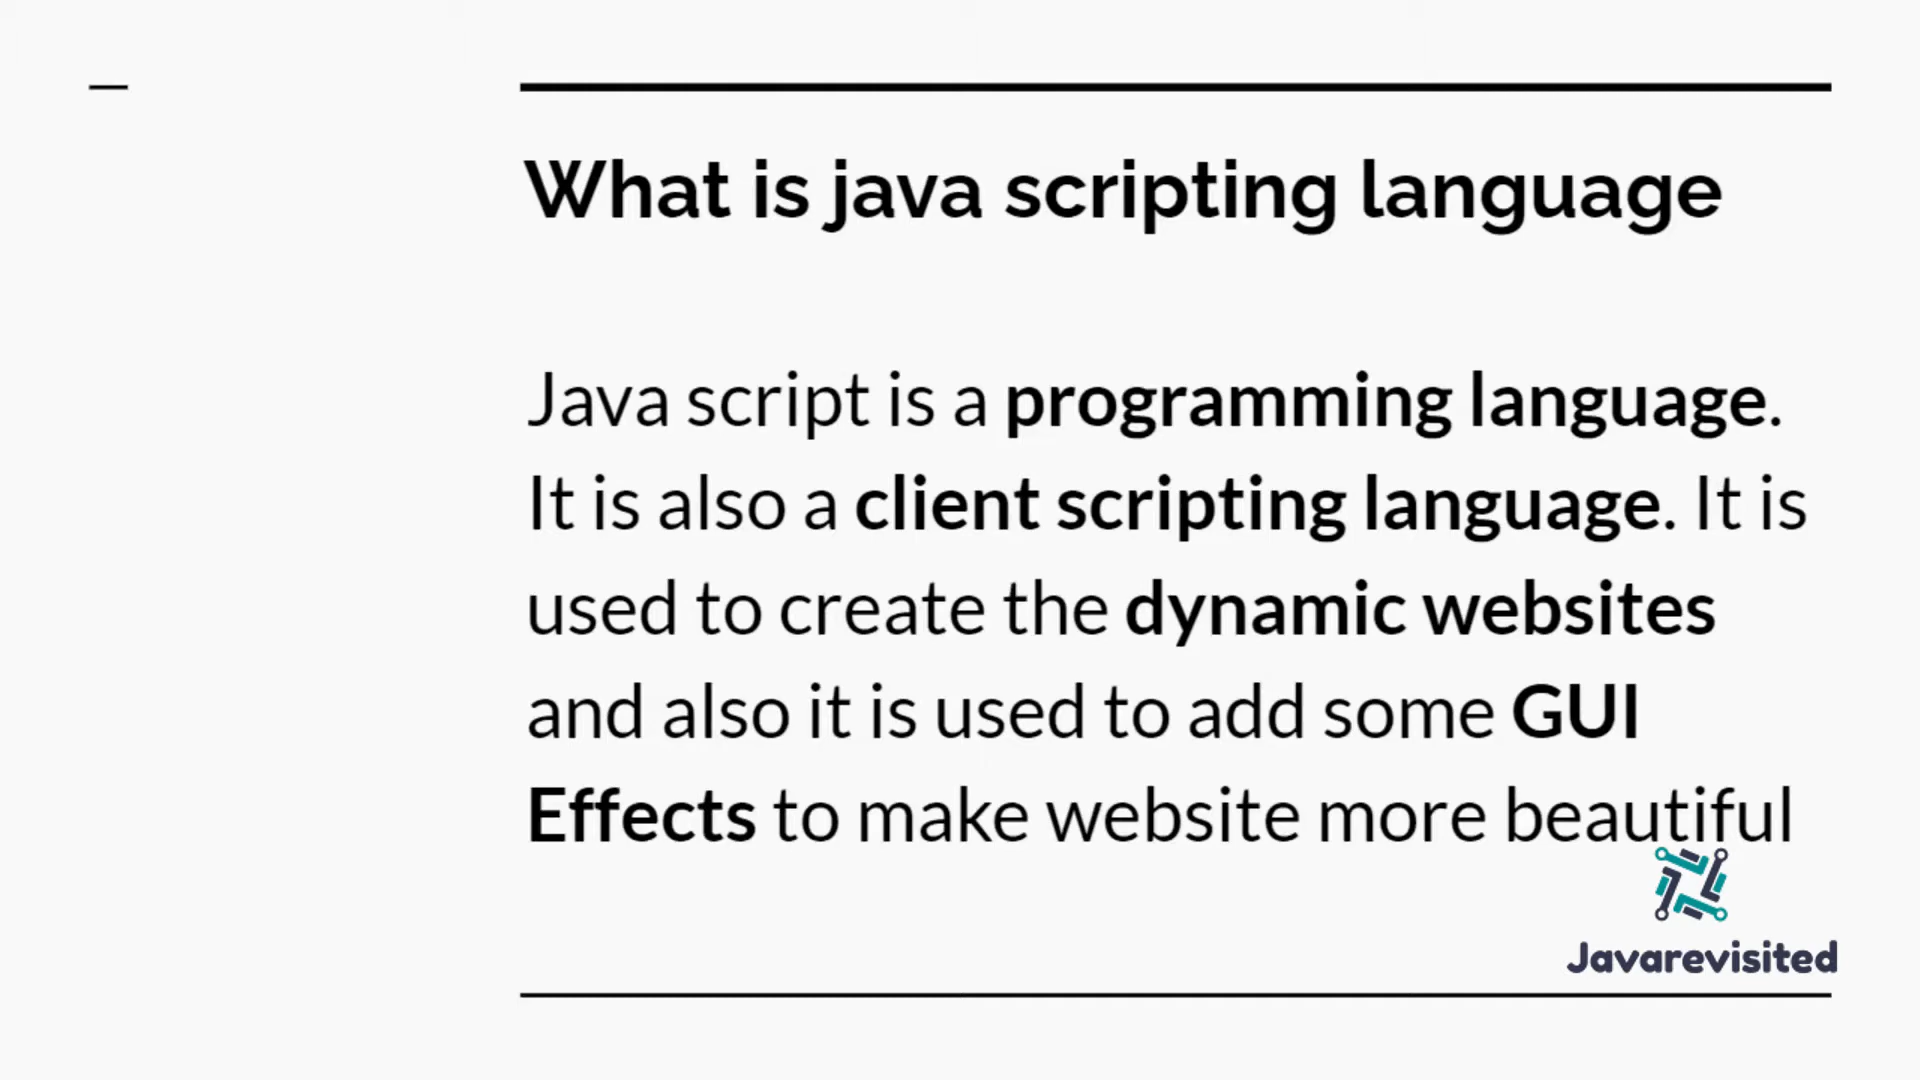 What is java scripting language
Java script is a programming language.
It is also a client scripting language. It is
used to create the dynamic websites
and also it is used to add some GUI
Effects to make website more beautiful
Javarevisited